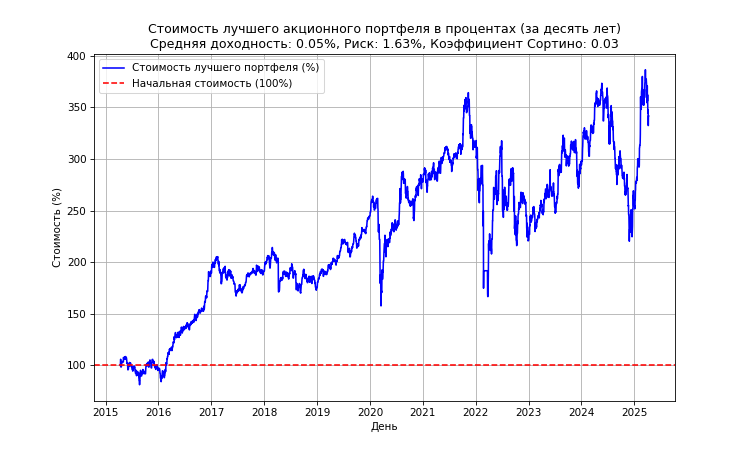 Стоимость лучшего акционного портфеля в процентах (за десять лет)
Средняя доходность: 0.05%, Риск: 1.63%, Коэффициент Сортино: 0.03
Стоимость лучшего портфеля (%)
Начальная стоимость (100%)
Стоимость (%)
400
350
300
250
200
150
100
2015 2016 2017 2018 2019 2020 2021 2022 2023 2024 2025
День